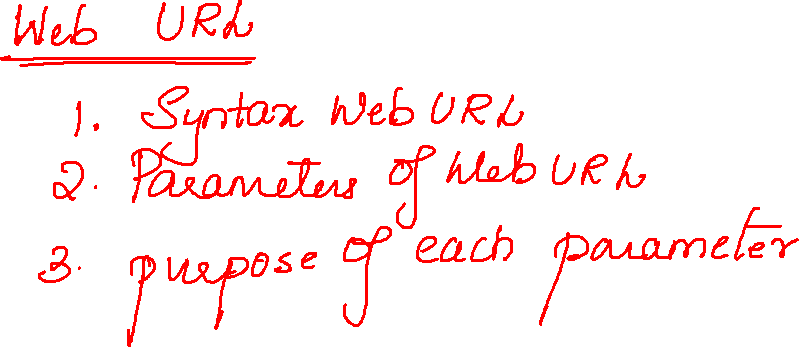 Web URL
1. Syntax Web URL
2. Parameters of Web URL
3. purpose of each parameter